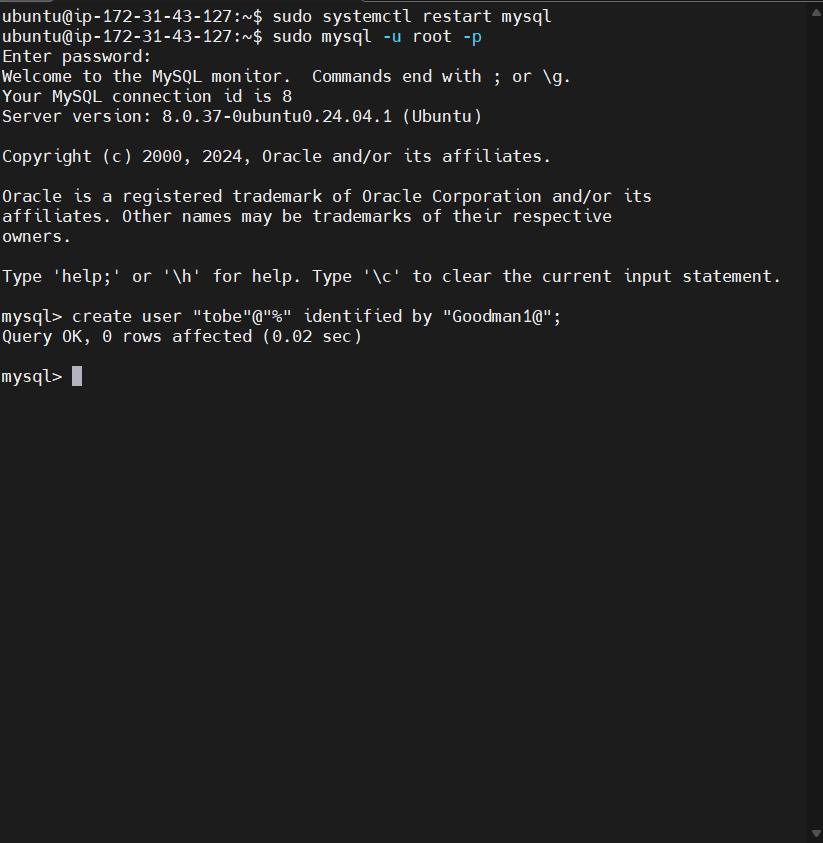 ubuntu@ip-172-31-43-127:~$ sudo systemctl restart mysql
ubuntu@ip-172-31-43-127:~$ sudo mysql -u root -p
Enter password:
Welcome to the MySQL monitor.  Commands end with ; or \g.
Your MySQL connection id is 8
Server version: 8.0.37-0ubuntu0.24.04.1 (Ubuntu)
Copyright (c) 2000, 2024, Oracle and/or its affiliates.
Oracle is a registered trademark of Oracle Corporation and/or its
affiliates. Other names may be trademarks of their respective
owners.
Type 'help;' or '\h' for help. Type '\c' to clear the current input statement.
mysql> create user "tobe"@"%" identified by "Goodman1@";
Query OK, 0 rows affected (0.02 sec)
mysql>